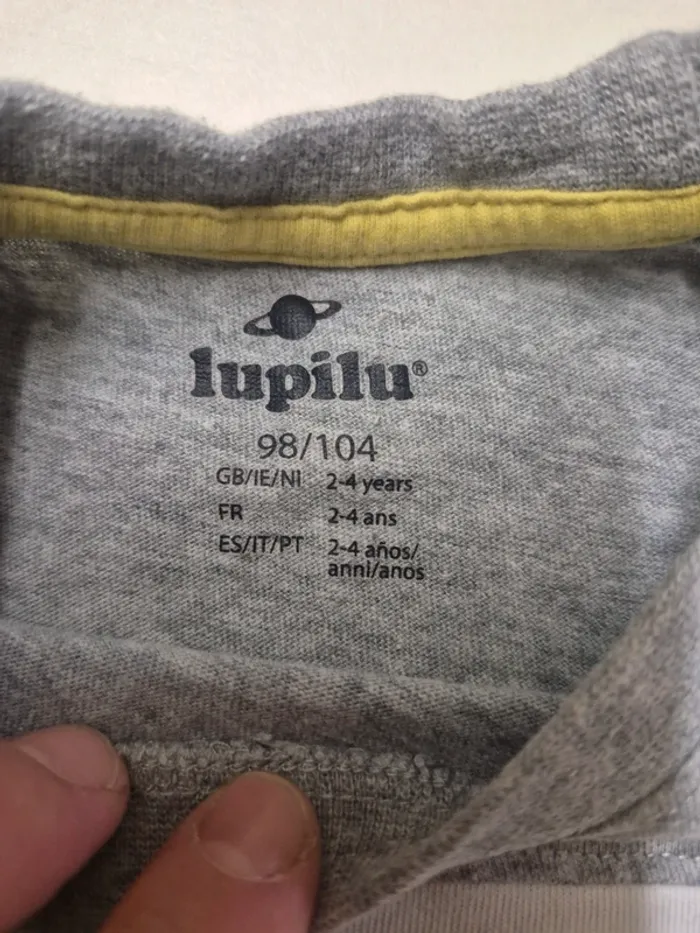 lupilu®
98/104
GB/IE/NI 2-4 years
FR 2-4 ans
ES/IT/PT 2-4 años/
anni/anos